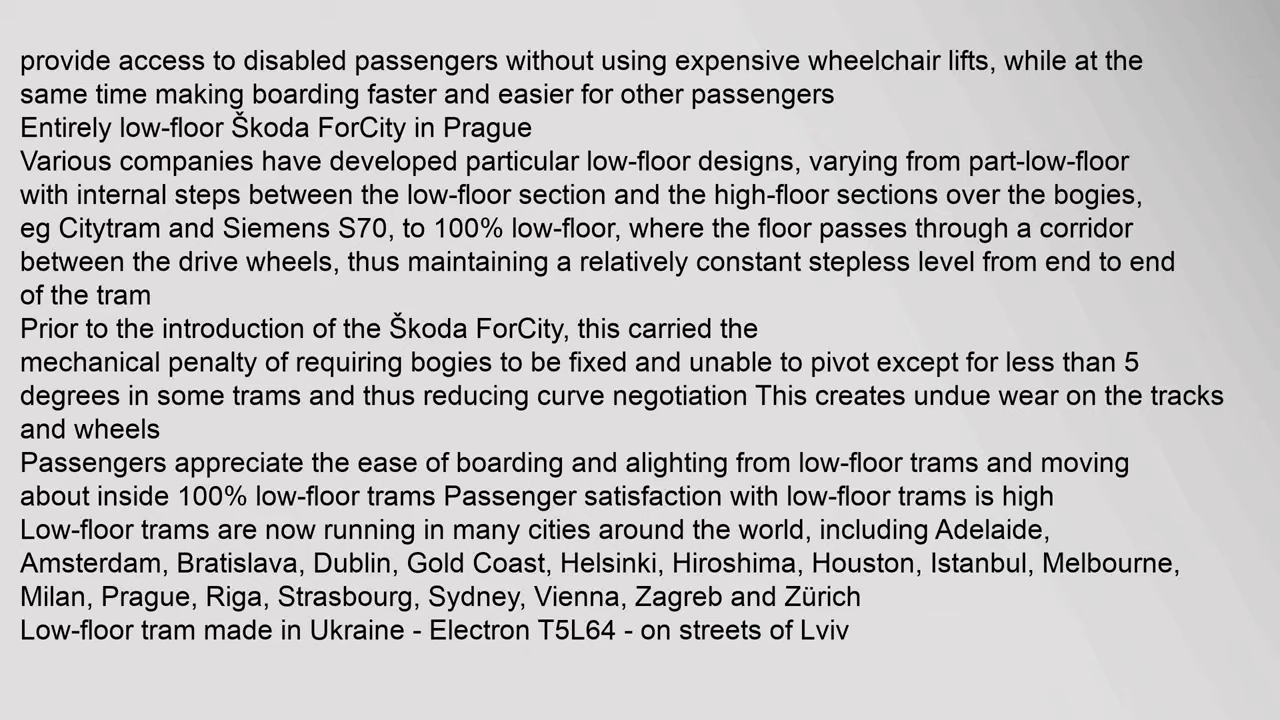 provide access to disabled passengers without using expensive wheelchair lifts, while at the
same time making boarding faster and easier for other passengers
Entirely low-floor Škoda ForCity in Prague
Various companies have developed particular low-floor designs, varying from part-low-floor
with internal steps between the low-floor section and the high-floor sections over the bogies,
eg Citytram and Siemens S70, to 100% low-floor, where the floor passes through a corridor
between the drive wheels, thus maintaining a relatively constant stepless level from end to end
of the tram
Prior to the introduction of the Škoda ForCity, this carried the
mechanical penalty of requiring bogies to be fixed and unable to pivot except for less than 5
degrees in some trams and thus reducing curve negotiation This creates undue wear on the tracks
and wheels
Passengers appreciate the ease of boarding and alighting from low-floor trams and moving
about inside 100% low-floor trams Passenger satisfaction with low-floor trams is high
Low-floor trams are now running in many cities around the world, including Adelaide,
Amsterdam, Bratislava, Dublin, Gold Coast, Helsinki, Hiroshima, Houston, Istanbul, Melbourne,
Milan, Prague, Riga, Strasbourg, Sydney, Vienna, Zagreb and Zürich
Low-floor tram made in Ukraine - Electron T5L64 - on streets of Lviv